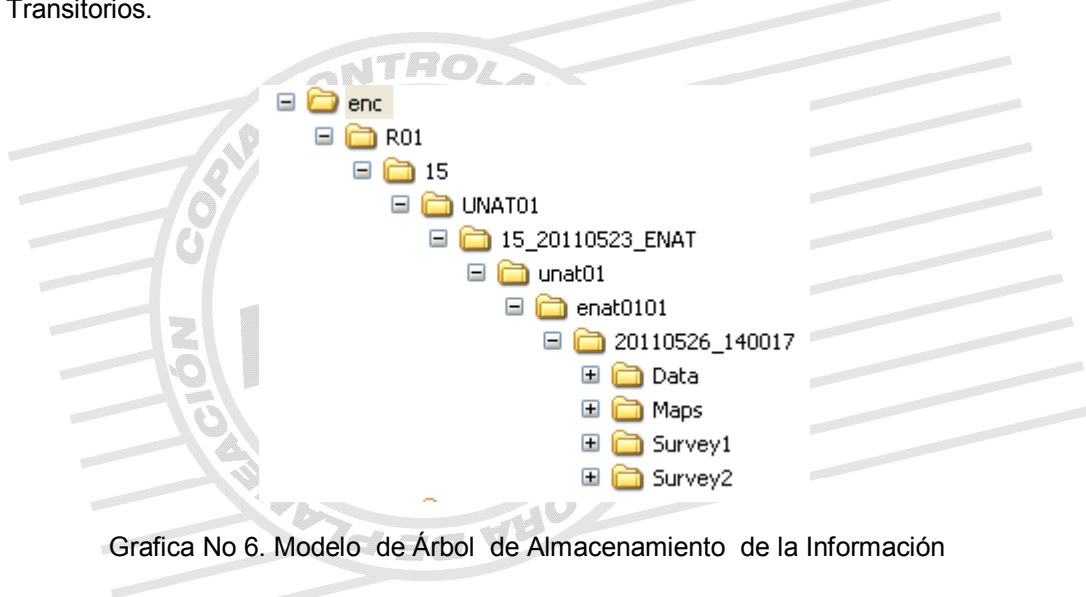 Transitorios.
enc
R01
15
UNAT01
15_20110523_ENAT
unat01
enat0101
20110526_140017
Data
Maps
Survey1
Survey2
Grafica No 6. Modelo de Árbol de Almacenamiento de la Información